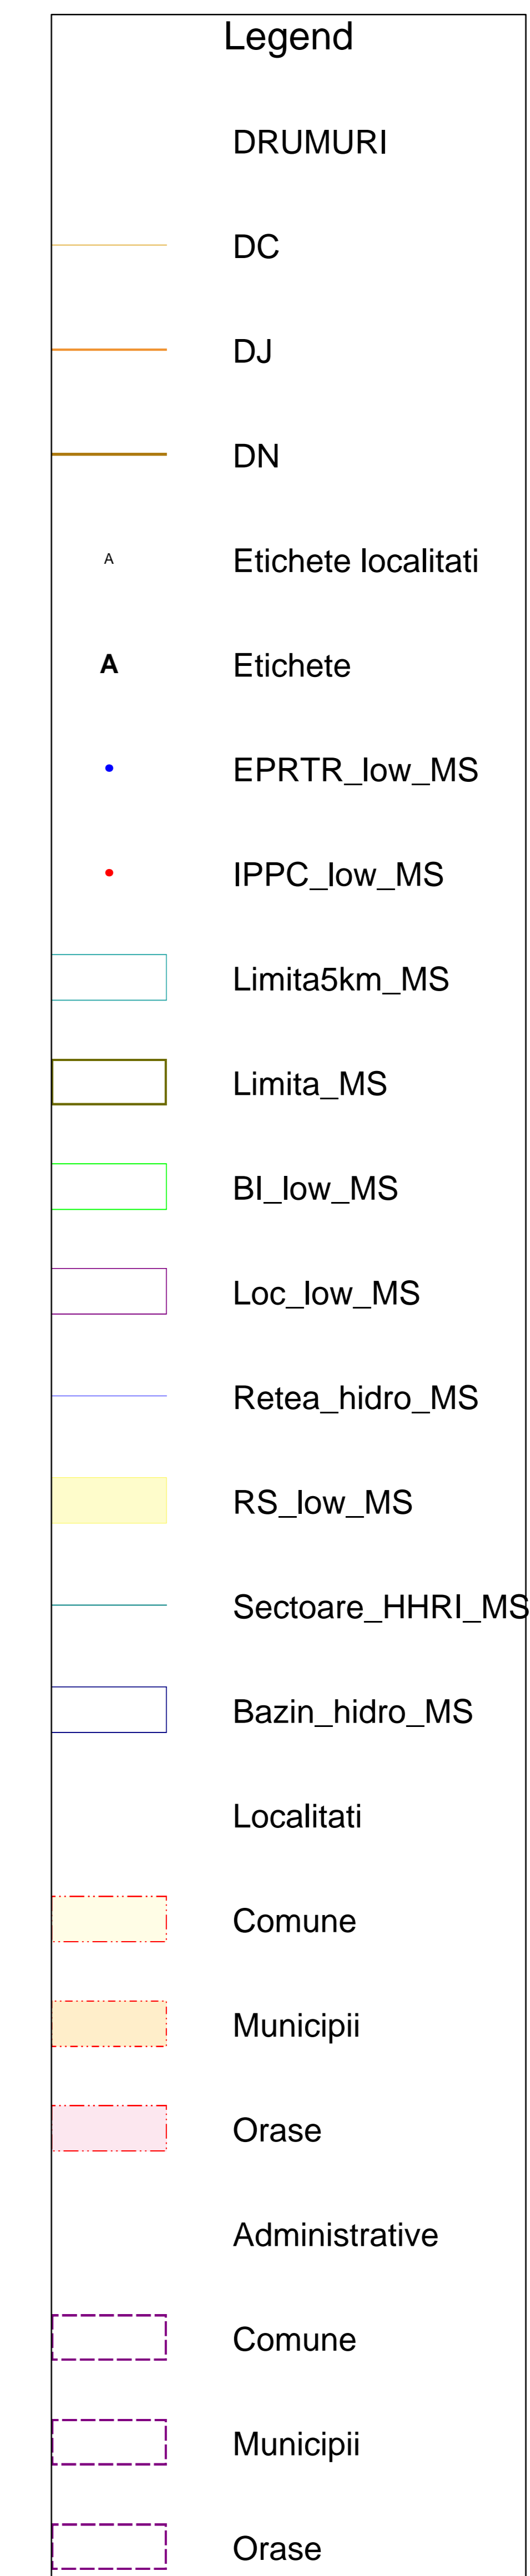 Legend
DRUMURI
DC
DJ
DN
A Etichete localitati
A Etichete
EPRTR_low_MS
IPPC_low_MS
Limita5km_MS
Limita_MS
BI_low_MS
Loc_low_MS
Retea_hidro_MS
RS_low_MS
Sectoare_HHRI_MS
Bazin_hidro_MS
Localitati
Comune
Municipii
Orase
Administrative
Comune
Municipii
Orase